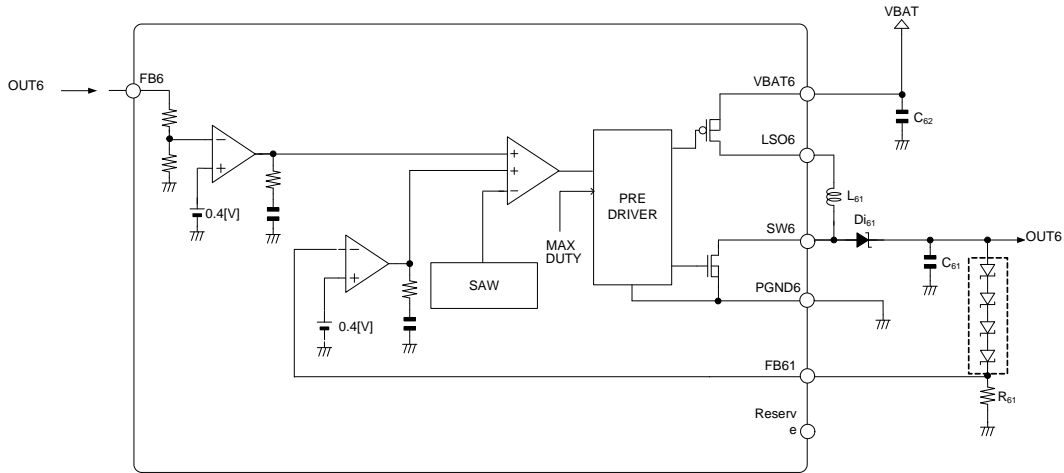 VBAT
OUT6
FB6
VBAT6
C62
LSO6
0.4[V]
PRE
DRIVER
L61
MAX
DUTY
SW6
Di61
OUT6
SAW
C61
PGND6
0.4[V]
FB61
R61
Reserv
e